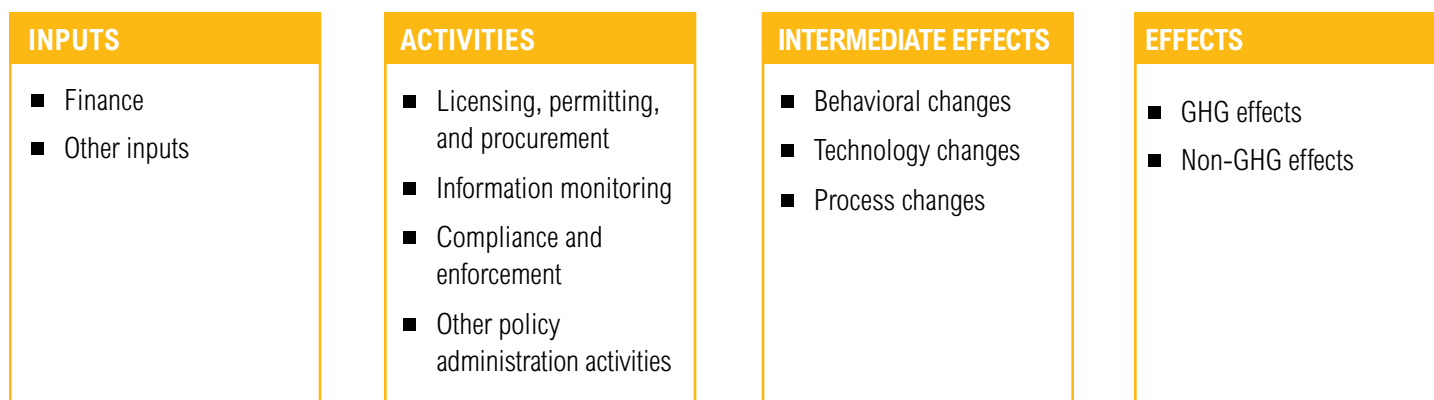 INPUTS
■ Finance
■ Other inputs
ACTIVITIES
■ Licensing, permitting,
and procurement
■ Information monitoring
■ Compliance and
enforcement
■ Other policy
administration activities
INTERMEDIATE EFFECTS
■ Behavioral changes
■ Technology changes
■ Process changes
EFFECTS
■ GHG effects
■ Non-GHG effects